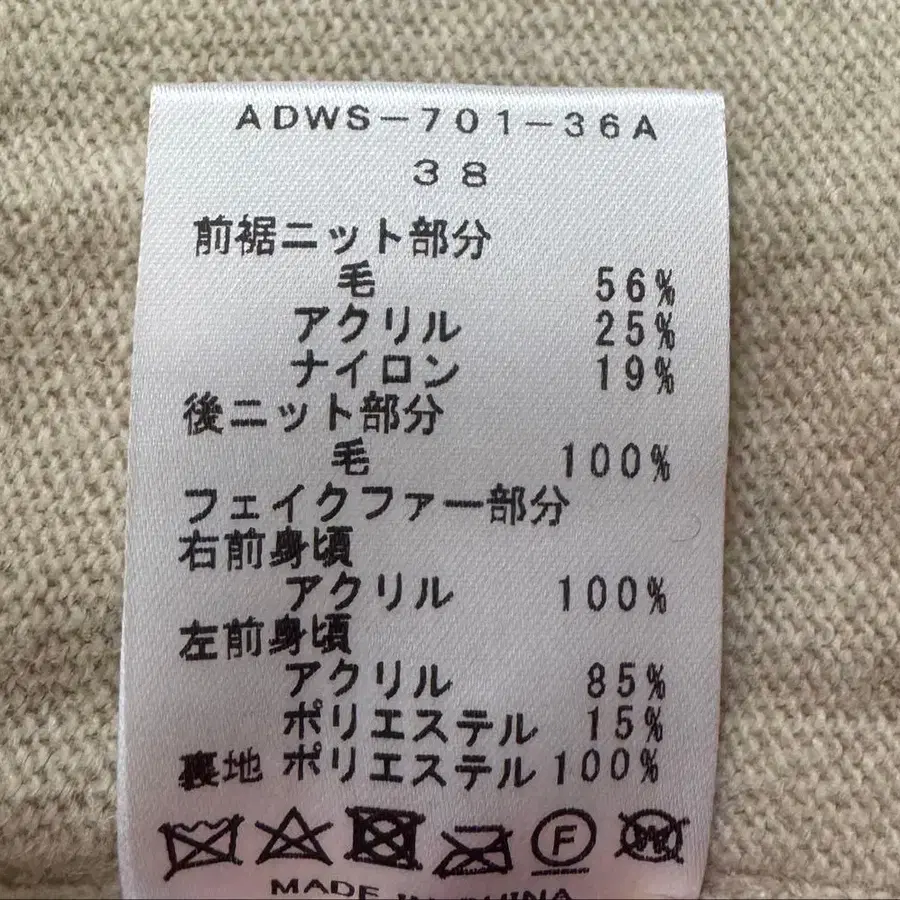 ADWS-701-36A
38
前裾ニット部分
毛 56%
アクリル 25%
ナイロン 19%
後ニット部分
毛 100%
フェイクファー部分
右前身頃
アクリル 100%
左前身頃
アクリル 85%
ポリエステル 15%
裏地 ポリエステル 100%
F W
MADE IN CHINA